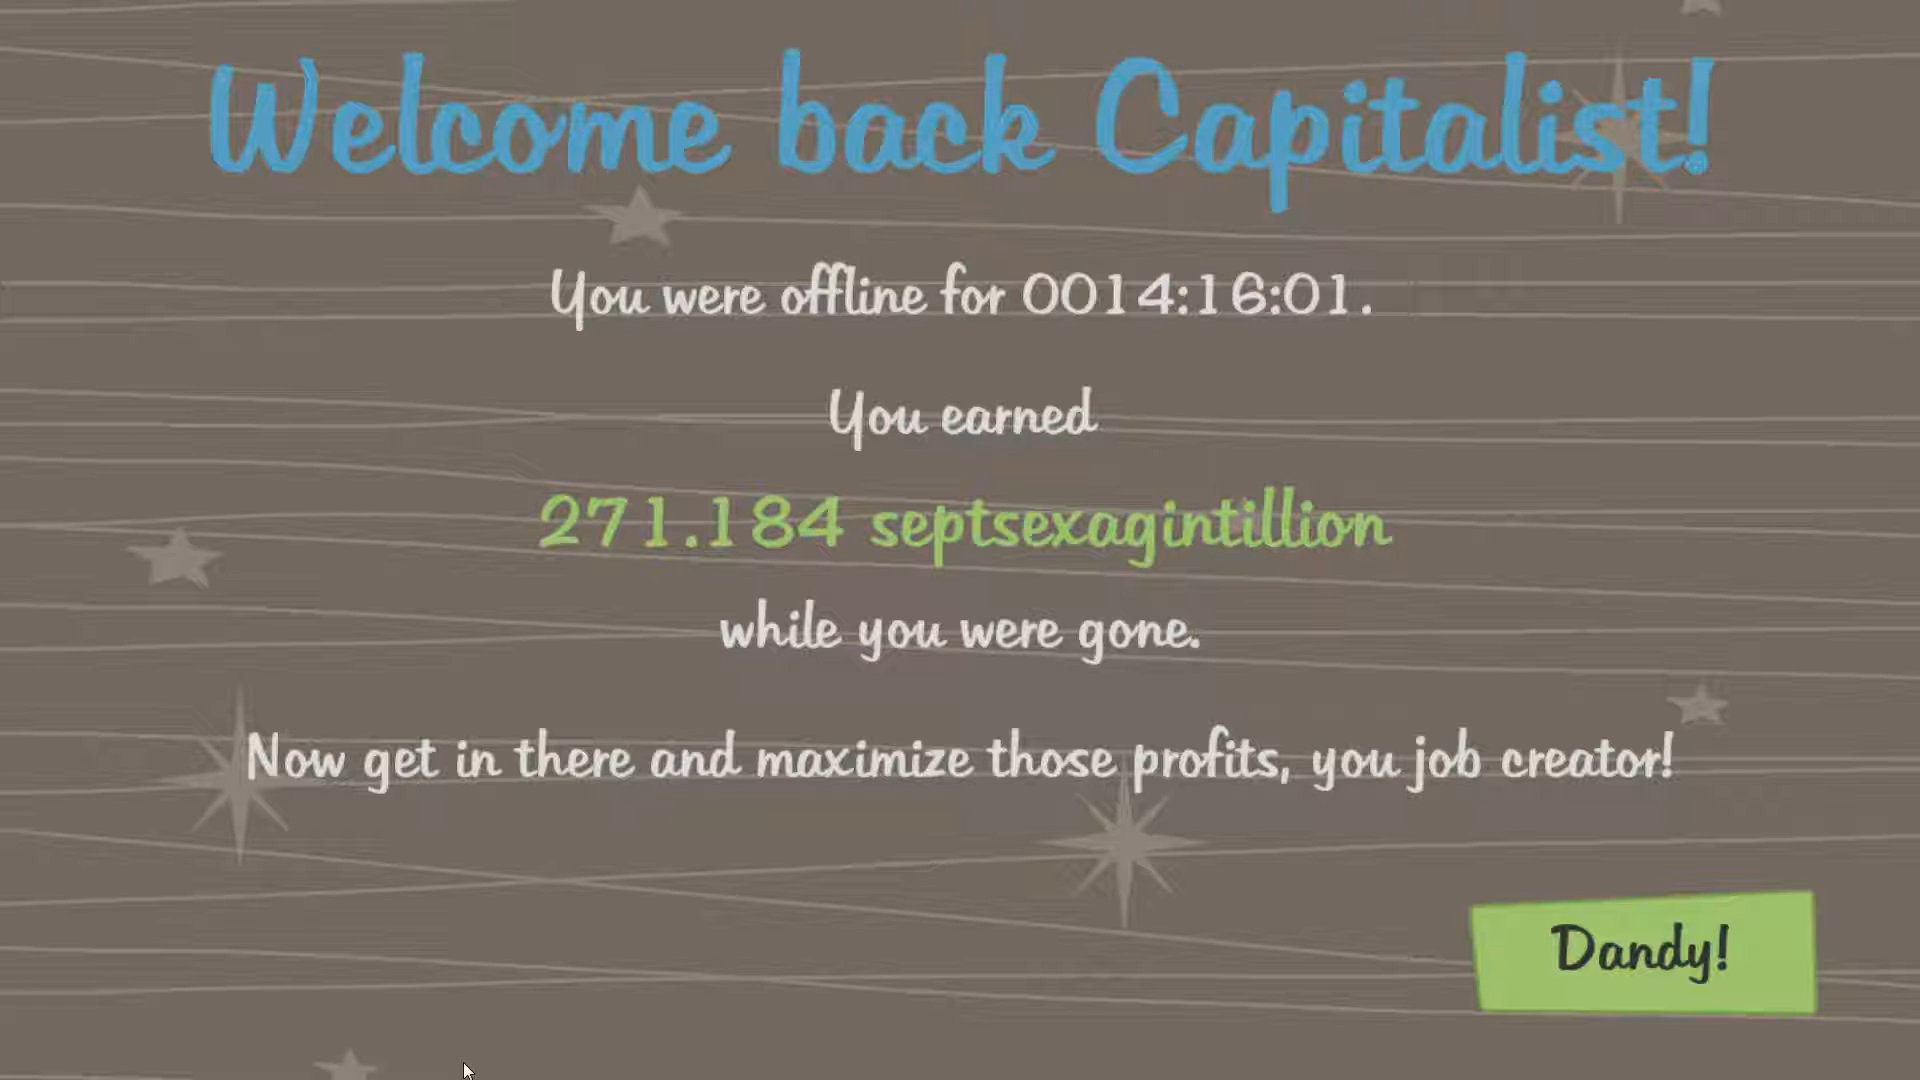 Welcome back Capitalist!
You were offline for 0014:16:01.
You earned
271.184 septsexagintillion
while you were gone.
Now get in there and maximize those profits, you job creator!
Dandy!